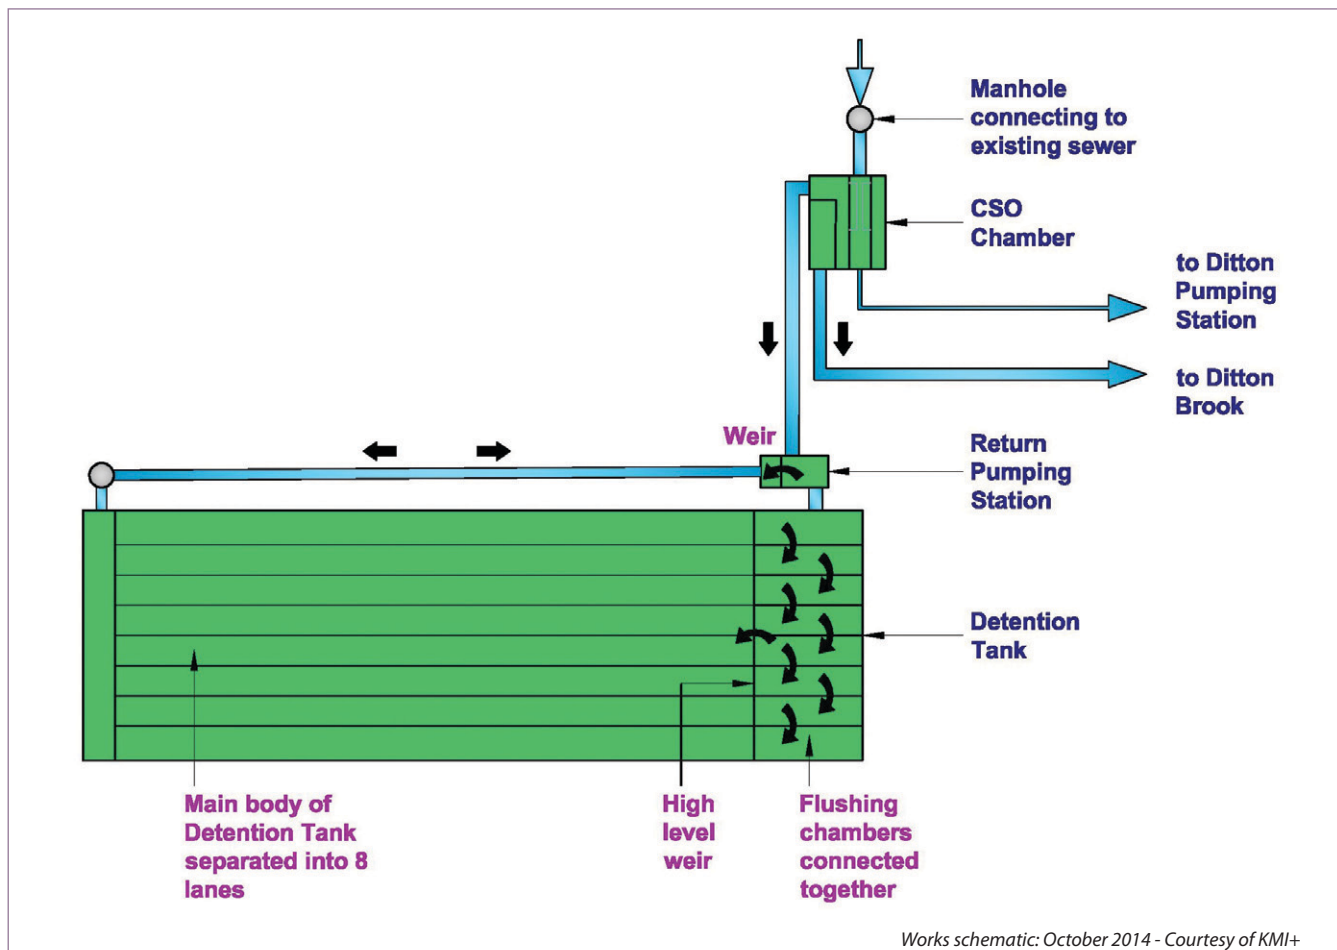 Manhole
connecting to
existing sewer
CSO
Chamber
to Ditton
Pumping
Station
to Ditton
Brook
Weir
Return
Pumping
Station
Detention
Tank
Main body of
Detention Tank
separated into 8
lanes
High
level
weir
Flushing
chambers
connected
together
Works schematic: October 2014 - Courtesy of KMI+